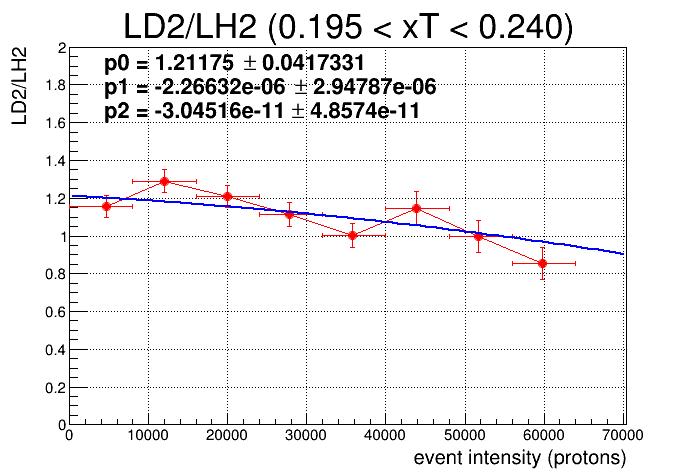 LD2/LH2 (0.195 < xT < 0.240)
LD2/LH2
p0 = 1.21175 ± 0.0417331
p1 = -2.26632e-06 ± 2.94787e-06
p2 = -3.04516e-11 ± 4.8574e-11
2
1.8
1.6
1.4
1.2
1
0.8
0.6
0.4
0.2
0
0 10000 20000 30000 40000 50000 60000 70000
event intensity (protons)